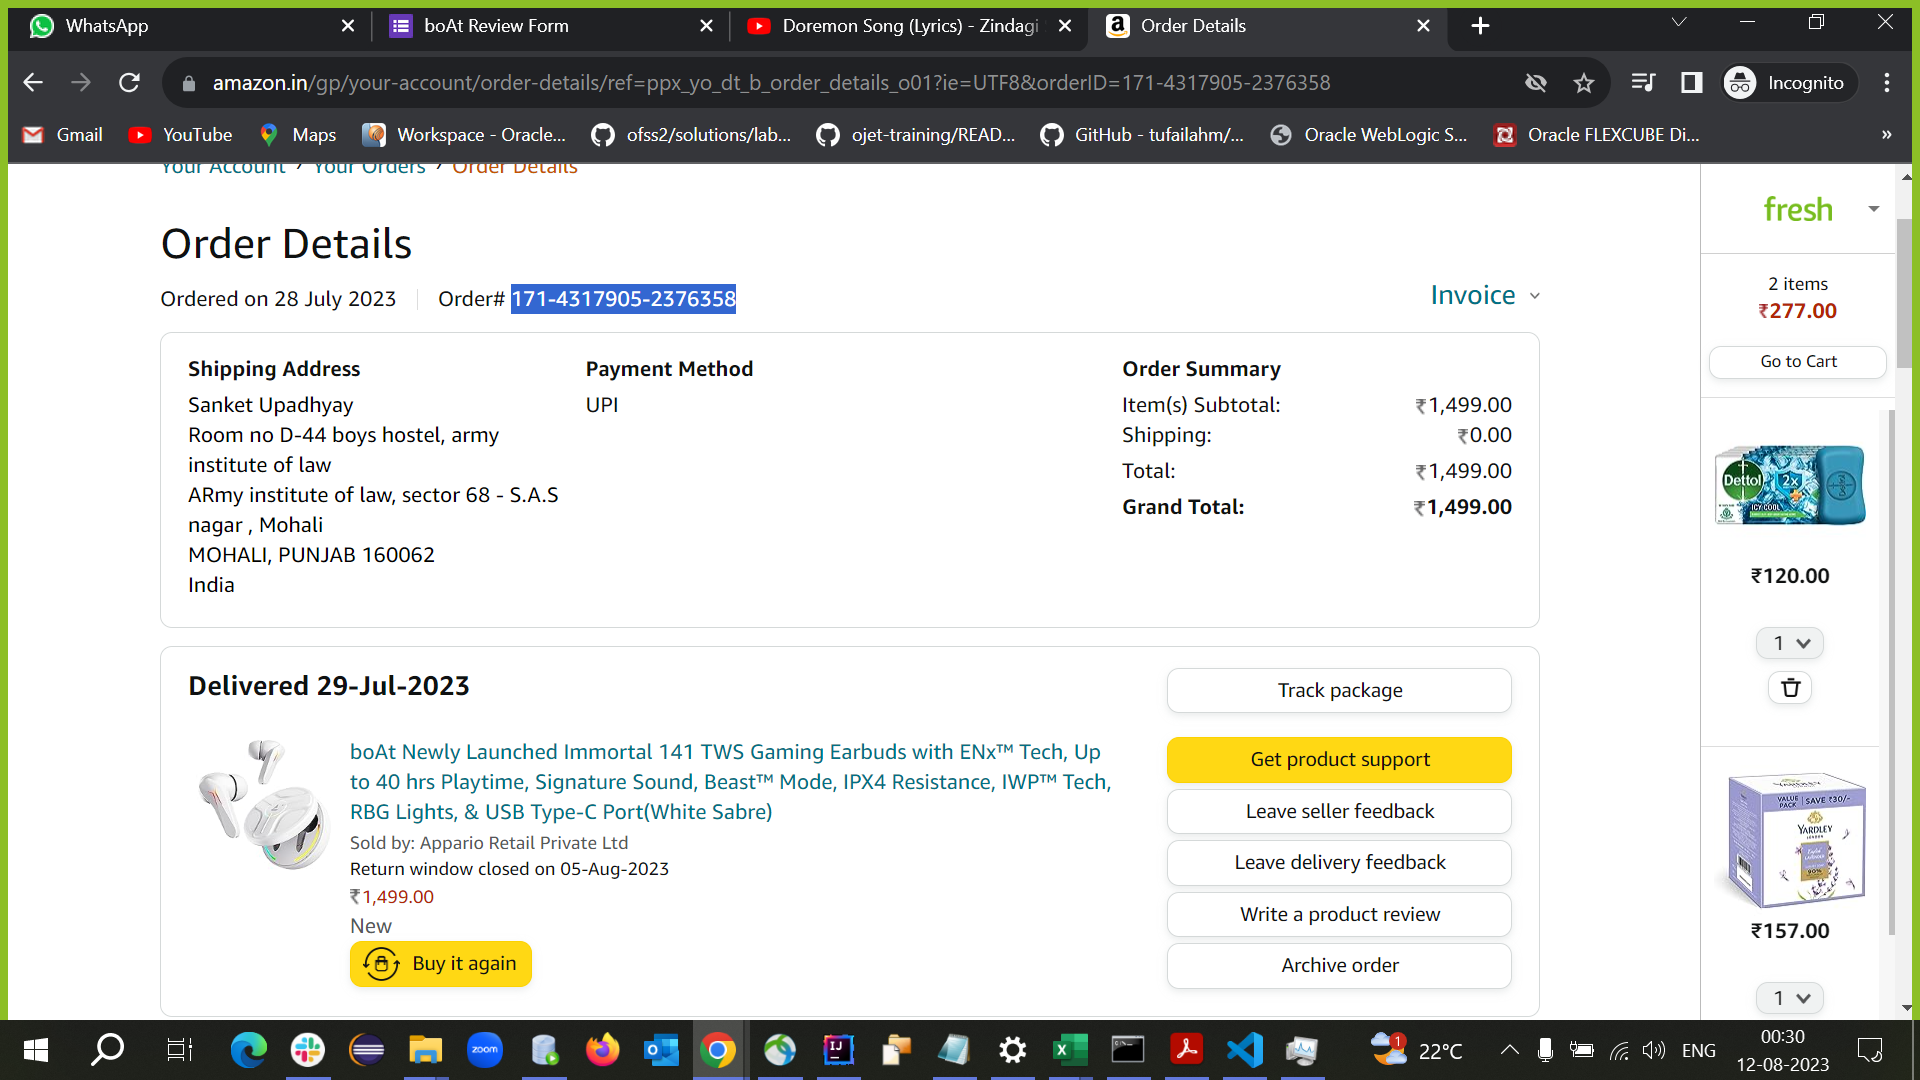 WhatsApp
boAt Review Form
Doremon Song (Lyrics) - Zindagi
Order Details
amazon.in/gp/your-account/order-details/ref=ppx_yo_dt_b_order_details_o01?ie=UTF8&orderID=171-4317905-2376358
Incognito
Gmail
YouTube
Maps
Workspace - Oracle...
ofss2/solutions/lab...
ojet-training/READ...
GitHub - tufailahm/...
Oracle WebLogic S...
Oracle FLEXCUBE Di...
»
Your Account › Your Orders › Order Details
Order Details
Ordered on 28 July 2023 Order# 171-4317905-2376358
Invoice
Shipping Address
Sanket Upadhyay
Room no D-44 boys hostel, army
institute of law
ARmy institute of law, sector 68 - S.A.S
nagar , Mohali
MOHALI, PUNJAB 160062
India
Payment Method
UPI
Order Summary
Item(s) Subtotal: ₹1,499.00
Shipping: ₹0.00
Total: ₹1,499.00
Grand Total: ₹1,499.00
Delivered 29-Jul-2023
boAt Newly Launched Immortal 141 TWS Gaming Earbuds with ENx™ Tech, Up
to 40 hrs Playtime, Signature Sound, Beast™ Mode, IPX4 Resistance, IWP™ Tech,
RBG Lights, & USB Type-C Port(White Sabre)
Sold by: Appario Retail Private Ltd
Return window closed on 05-Aug-2023
₹1,499.00
New
Buy it again
Track package
Get product support
Leave seller feedback
Leave delivery feedback
Write a product review
Archive order
fresh
2 items
₹277.00
Go to Cart
Dettol
2x
ICY COOL
₹120.00
1
VALUE PACK SAVE ₹30/-
YARDLEY
LONDON
English Lavender
90%
₹157.00
1
zoom
IJ
1
22°C
ENG
00:30
12-08-2023